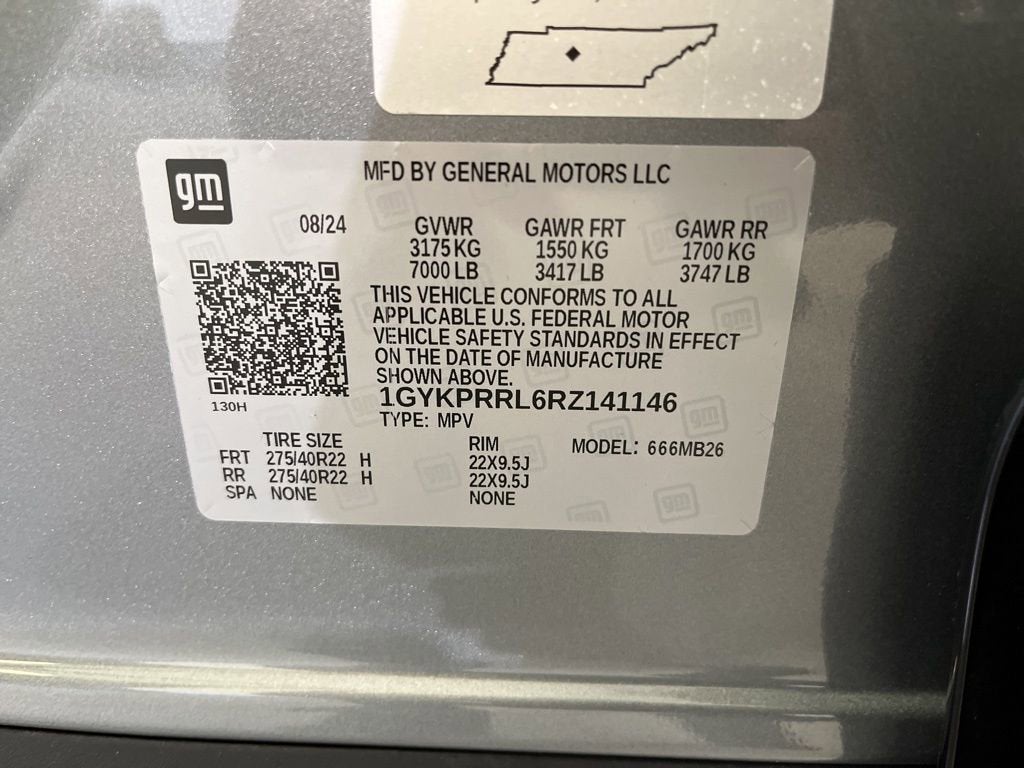 gm
MFD BY GENERAL MOTORS LLC
08/24 GVWR GAWR FRT GAWR RR
3175 KG 1550 KG 1700 KG
7000 LB 3417 LB 3747 LB
THIS VEHICLE CONFORMS TO ALL
APPLICABLE U.S. FEDERAL MOTOR
VEHICLE SAFETY STANDARDS IN EFFECT
ON THE DATE OF MANUFACTURE
SHOWN ABOVE.
130H
1GYKPRRL6RZ141146
TYPE: MPV
TIRE SIZE RIM MODEL: 666MB26
FRT 275/40R22 H 22X9.5J
RR 275/40R22 H 22X9.5J
SPA NONE NONE